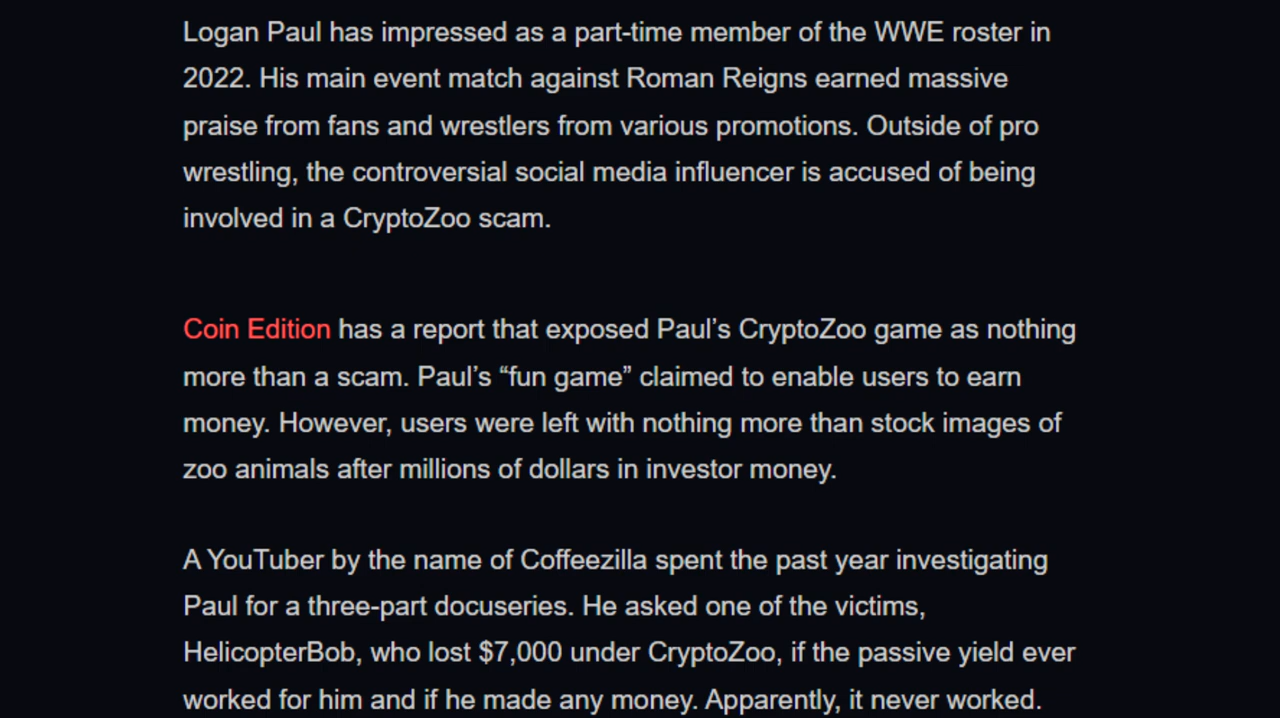 Logan Paul has impressed as a part-time member of the WWE roster in
2022. His main event match against Roman Reigns earned massive
praise from fans and wrestlers from various promotions. Outside of pro
wrestling, the controversial social media influencer is accused of being
involved in a CryptoZoo scam.
Coin Edition has a report that exposed Paul’s CryptoZoo game as nothing
more than a scam. Paul’s “fun game” claimed to enable users to earn
money. However, users were left with nothing more than stock images of
zoo animals after millions of dollars in investor money.
A YouTuber by the name of Coffeezilla spent the past year investigating
Paul for a three-part docuseries. He asked one of the victims,
HelicopterBob, who lost $7,000 under CryptoZoo, if the passive yield ever
worked for him and if he made any money. Apparently, it never worked.